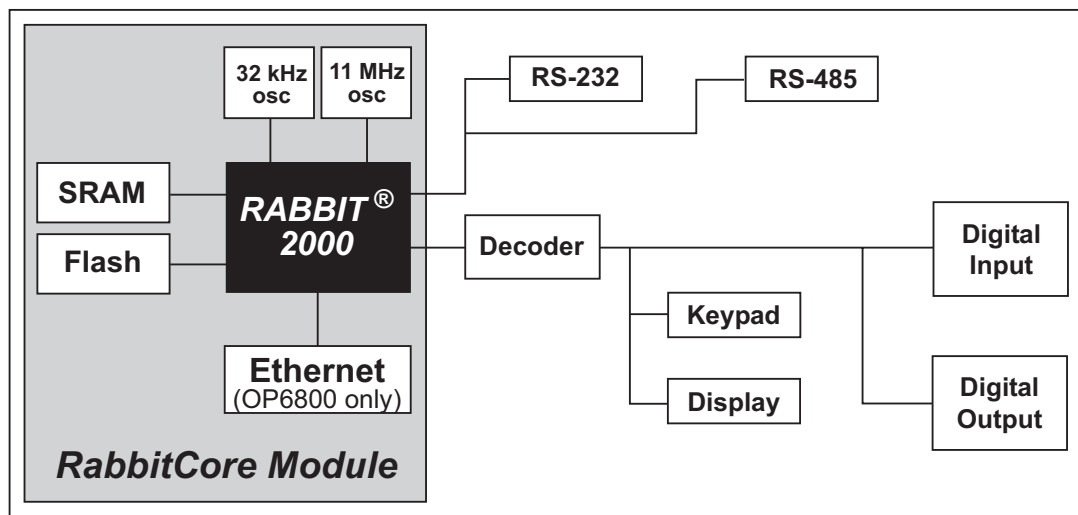 32 kHz
osc
11 MHz
osc
RS-232
RS-485
SRAM
RABBIT ®
2000
Flash
Decoder
Digital
Input
Keypad
Ethernet
(OP6800 only)
Display
Digital
Output
RabbitCore Module